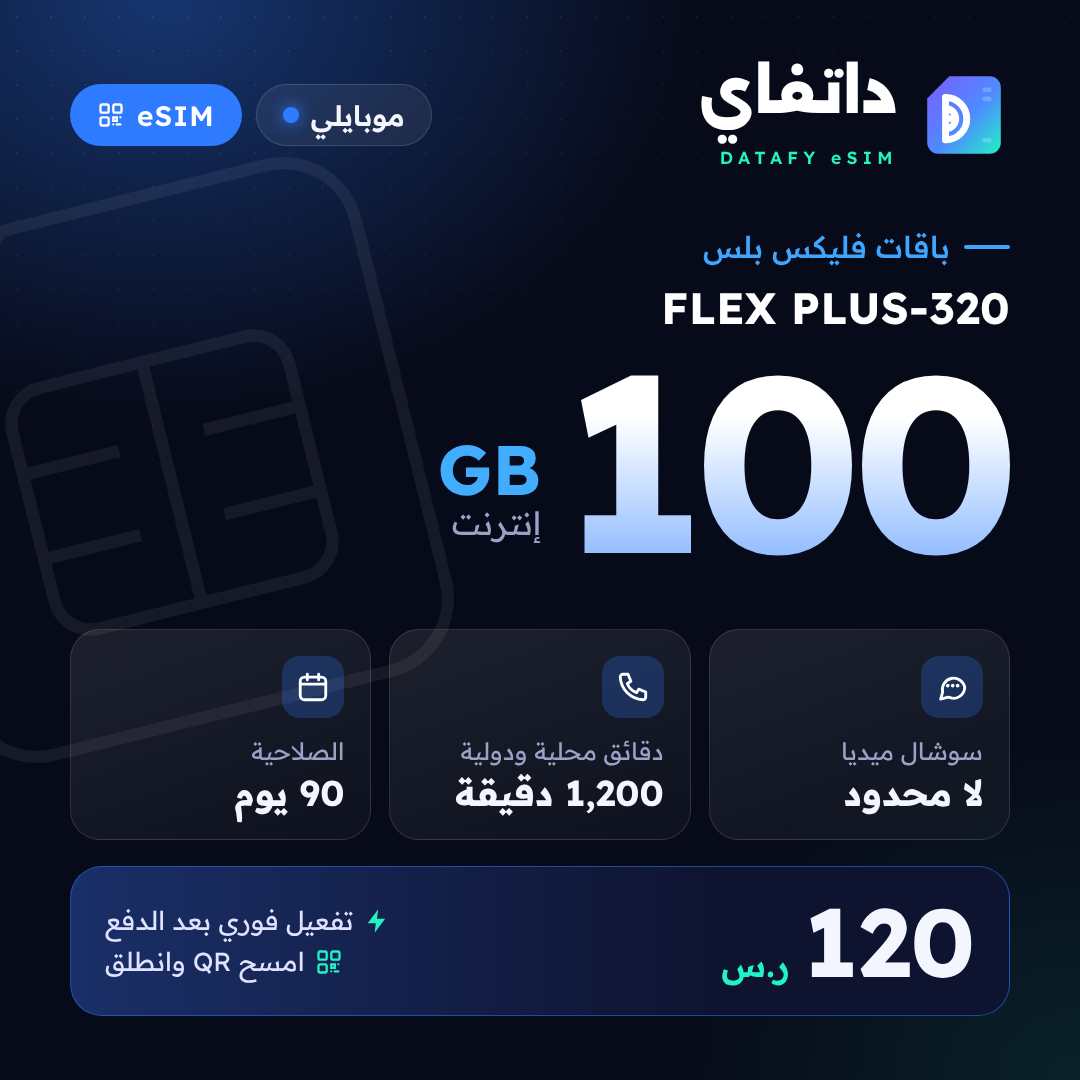 داتفاي
DATAFY eSIM
موبايلي
eSIM
باقات فليكس بلس
FLEX PLUS-320
100
GB
إنترنت
سوشال ميديا
لا محدود
دقائق محلية ودولية
1,200 دقيقة
الصلاحية
90 يوم
120 ر.س
تفعيل فوري بعد الدفع
امسح QR وانطلق